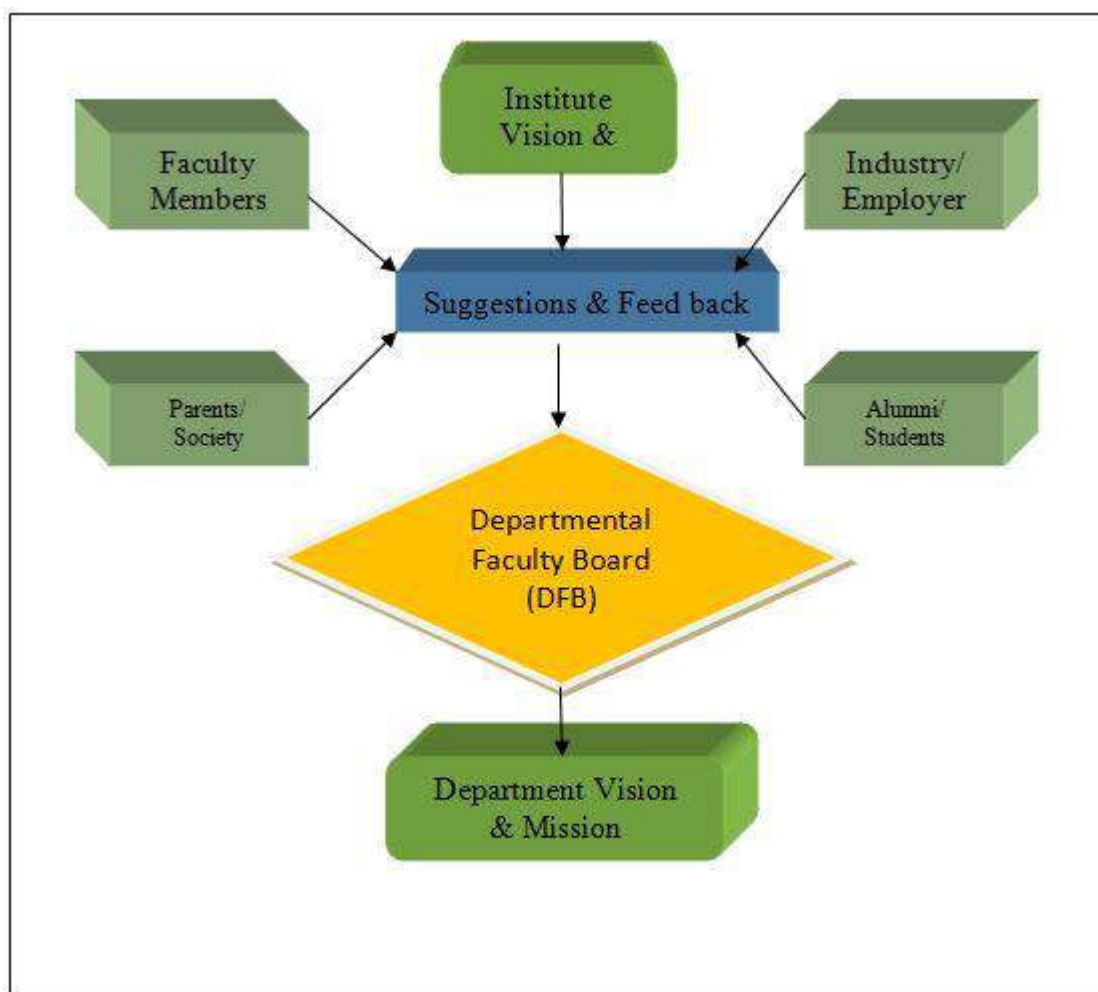 Institute
Vision &
Faculty
Members
Industry/
Employer
Suggestions & Feed back
Parents/
Society
Alumni/
Students
Departmental
Faculty Board
(DFB)
Department Vision
& Mission